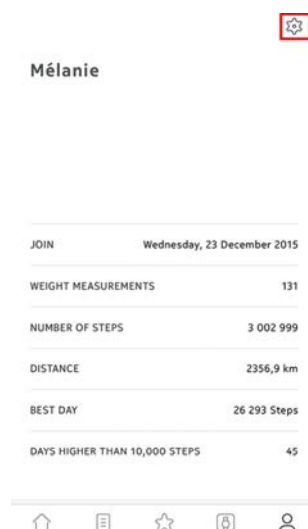 Mélanie
JOIN Wednesday, 23 December 2015
WEIGHT MEASUREMENTS 131
NUMBER OF STEPS 3 002 999
DISTANCE 2356,9 km
BEST DAY 26 293 Steps
DAYS HIGHER THAN 10,000 STEPS 45